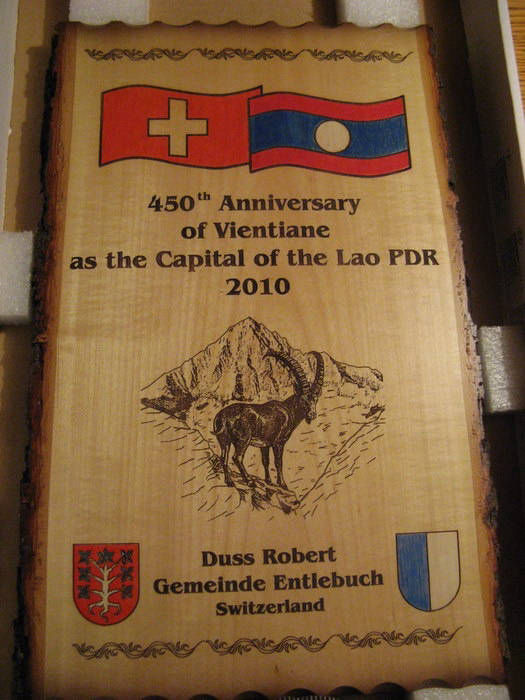 450th Anniversary
of Vientiane
as the Capital of the Lao PDR
2010
Duss Robert
Gemeinde Entlebuch
Switzerland